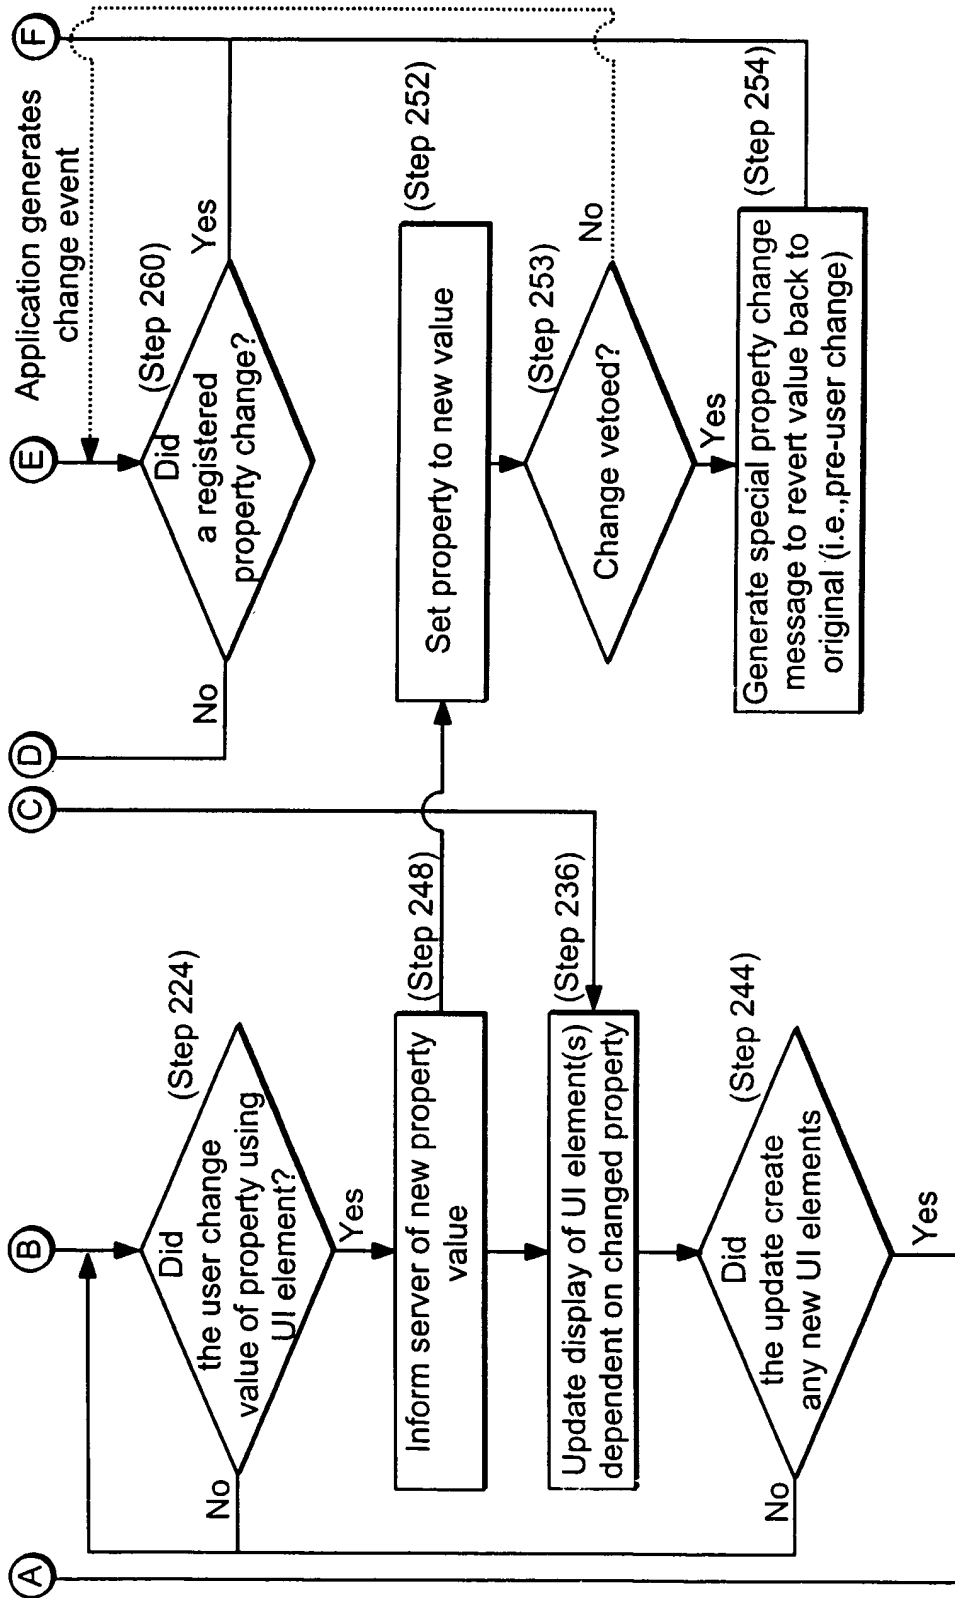 A
B
C
D
E
F
Application generates
change event
Did
the user change
value of property using
UI element?
(Step 224)
No
Yes
Inform server of new property
value
(Step 248)
Update display of UI element(s)
dependent on changed property
(Step 236)
Did
the update create
any new UI elements
(Step 244)
No
Yes
Did
a registered
property change?
(Step 260)
No
Yes
Set property to new value
(Step 252)
Change vetoed?
(Step 253)
No
Yes
Generate special property change
message to revert value back to
original (i.e.,pre-user change)
(Step 254)